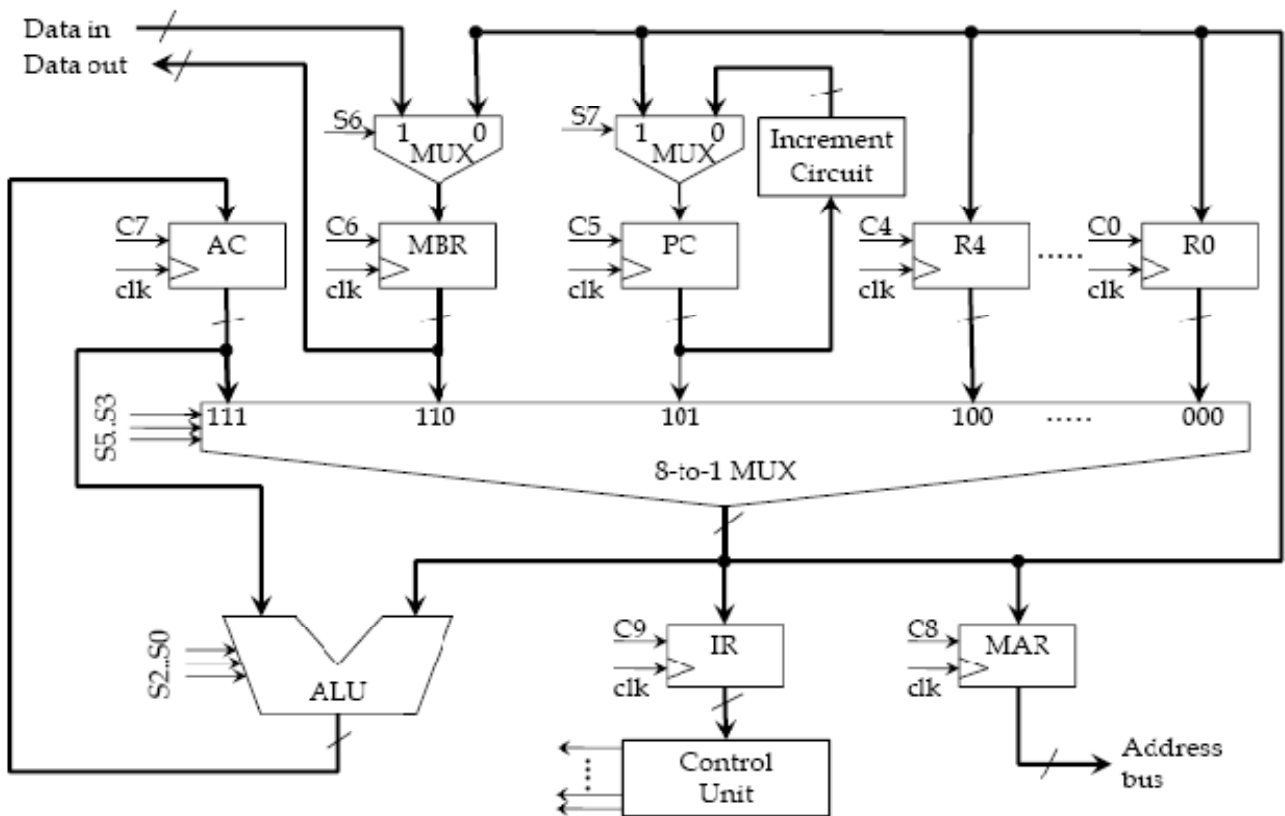 Data in
Data out
S6
1 0
MUX
S7
1 0
MUX
Increment
Circuit
C7
AC
clk
C6
MBR
clk
C5
PC
clk
C4
R4
clk
.....
C0
R0
clk
S5..S3
111 110 101 100 ..... 000
8-to-1 MUX
S2..S0
ALU
C9
IR
clk
C8
MAR
clk
Control
Unit
Address
bus